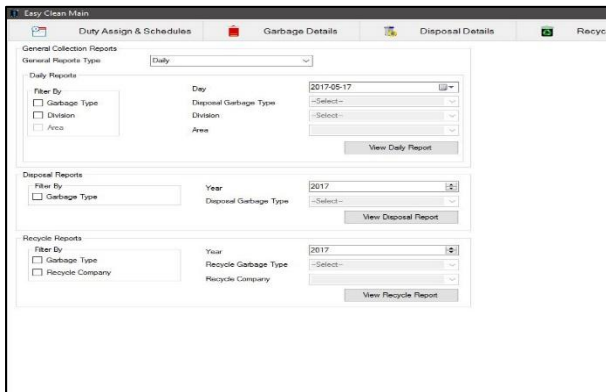 Easy Clean Main
Duty Assign & Schedules Garbage Details Disposal Details Recyc
General Collection Reports
General Reports Type Daily
Daily Reports
Filter By
Garbage Type
Division
Area
Day 2017-05-17
Disposal Garbage Type --Select--
Division --Select--
Area
View Daily Report
Disposal Reports
Filter By
Garbage Type
Year 2017
Disposal Garbage Type --Select--
View Disposal Report
Recycle Reports
Filter By
Garbage Type
Recycle Company
Year 2017
Recycle Garbage Type --Select--
Recycle Company
View Recycle Report